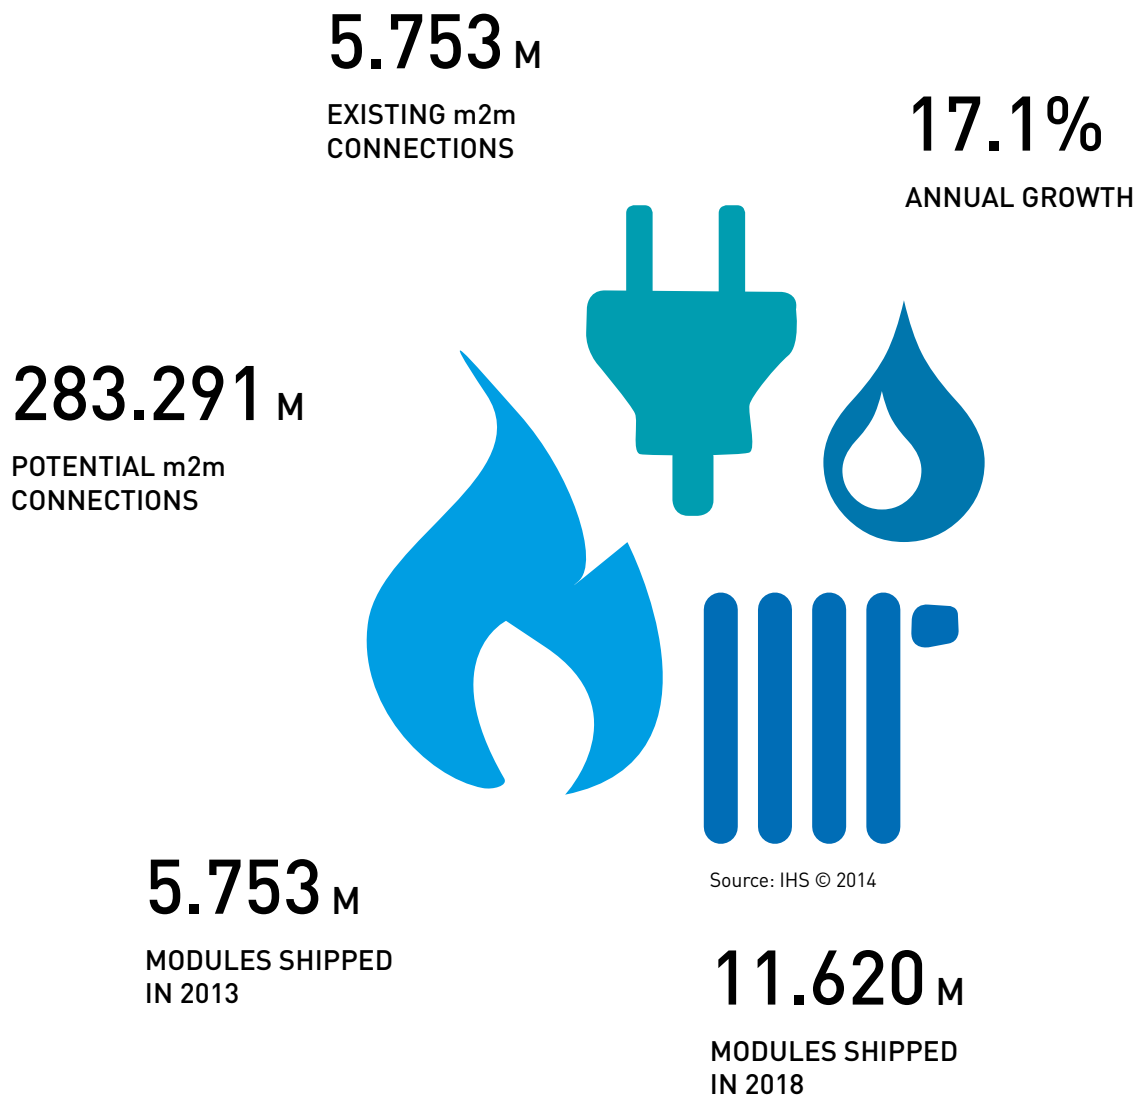 5.753 M
EXISTING m2m
CONNECTIONS
17.1%
ANNUAL GROWTH
283.291 M
POTENTIAL m2m
CONNECTIONS
5.753 M
MODULES SHIPPED
IN 2013
Source: IHS © 2014
11.620 M
MODULES SHIPPED
IN 2018